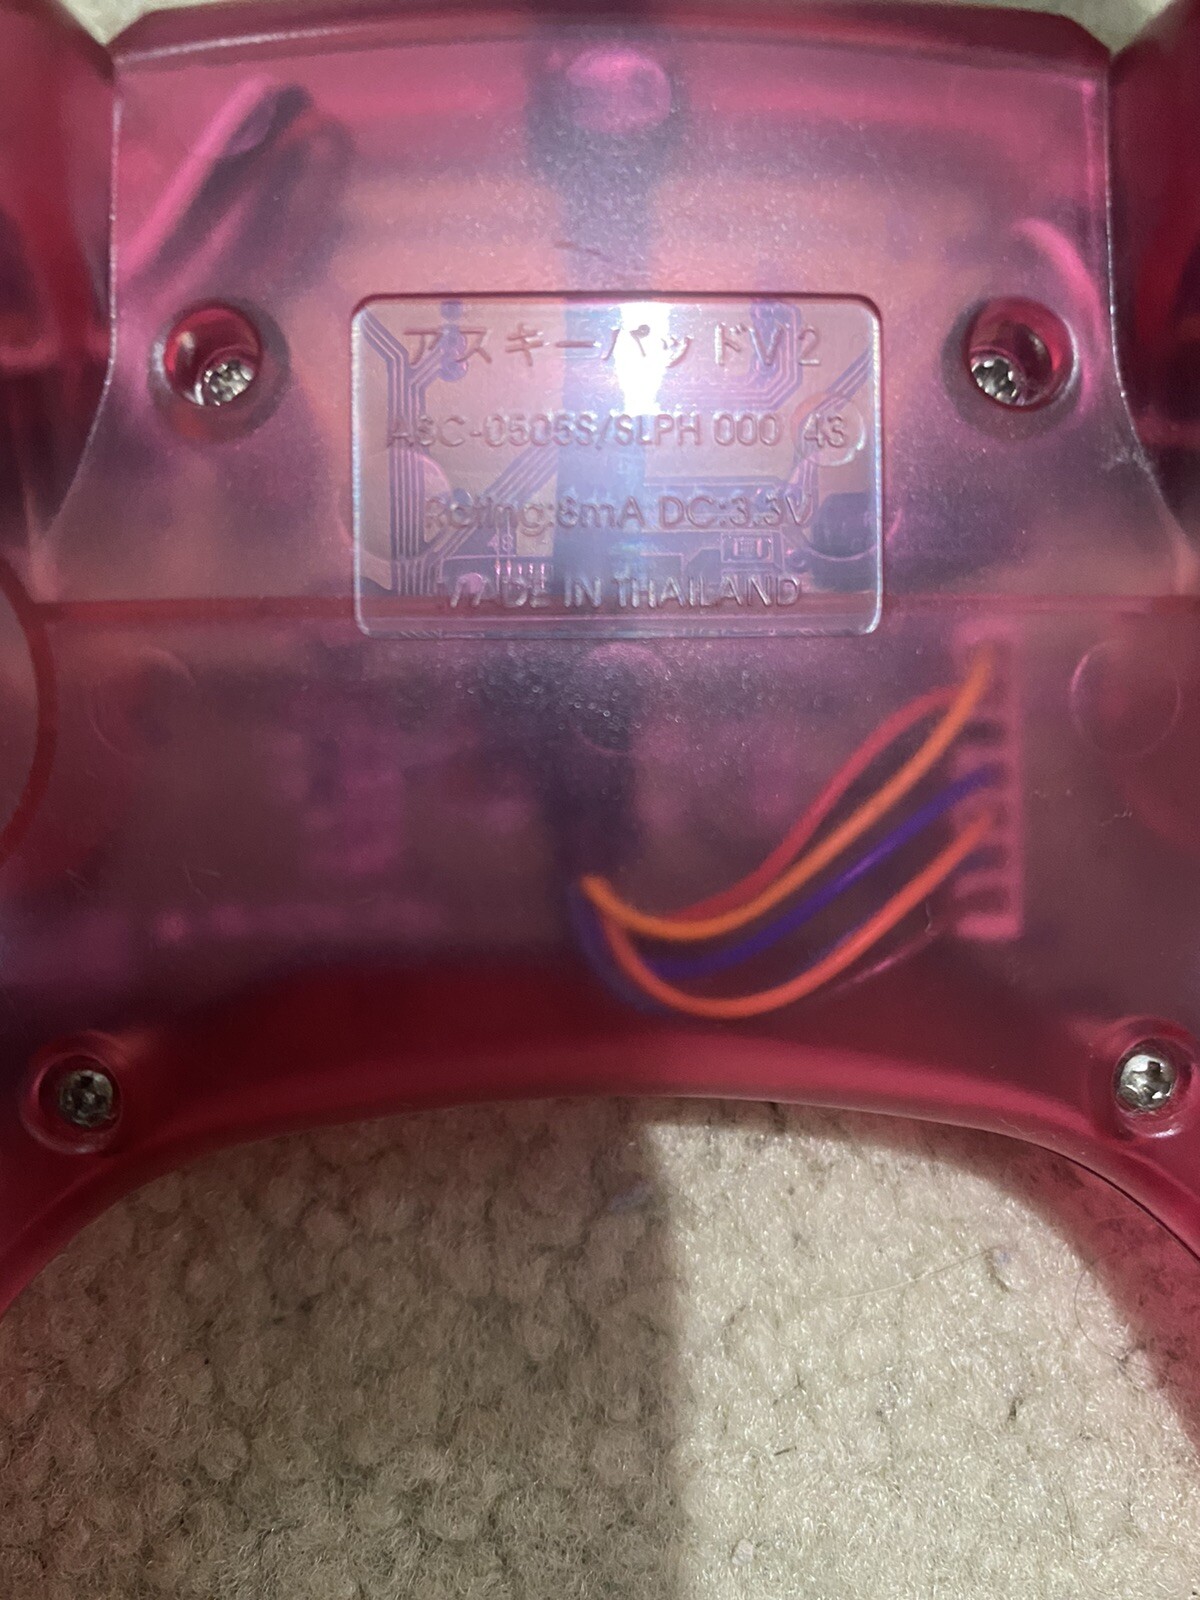 アスキーパッドV2
ASC-0505S/SLPH 000 43
Rating:8mA DC:3.3V
MADE IN THAILAND